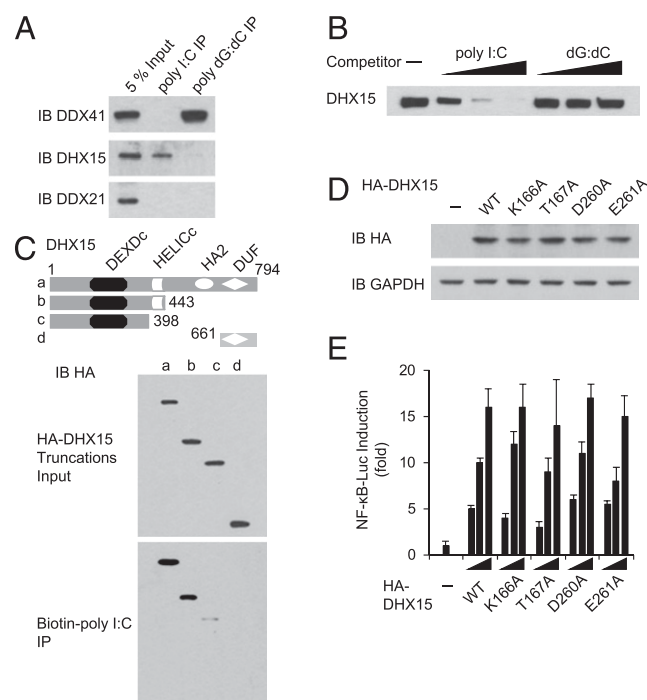 A
5 % Input
poly I:C IP
poly dG:dC IP
IB DDX41
IB DHX15
IB DDX21
B
poly I:C
dG:dC
Competitor —
DHX15
C
DHX15
DEXDc
HELICc
HA2
DUF
1
794
a
b
443
c
398
d
661
IB HA
a b c d
HA-DHX15
Truncations
Input
Biotin-poly I:C
IP
D
HA-DHX15
–
WT
K166A
T167A
D260A
E261A
IB HA
IB GAPDH
E
NF-κB-Luc Induction
(fold)
20
15
10
5
0
HA-
DHX15
–
WT
K166A
T167A
D260A
E261A